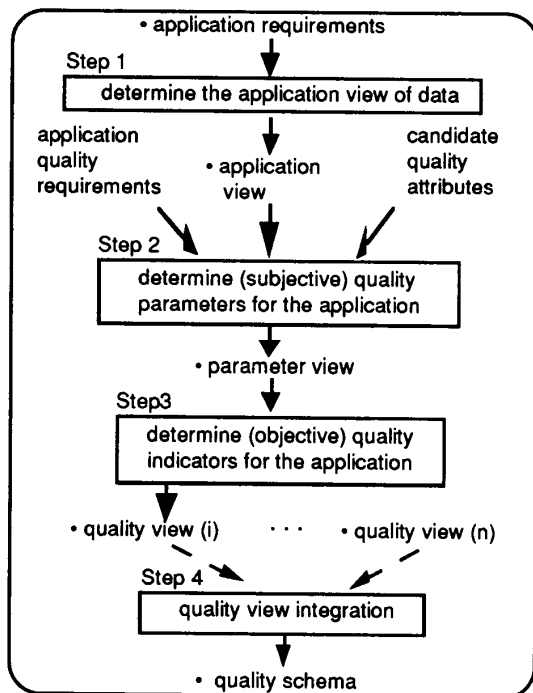 • application requirements
Step 1
determine the application view of data
application
quality
requirements
• application
view
candidate
quality
attributes
Step 2
determine (subjective) quality
parameters for the application
• parameter view
Step3
determine (objective) quality
indicators for the application
• quality view (i) · · · • quality view (n)
Step 4
quality view integration
• quality schema